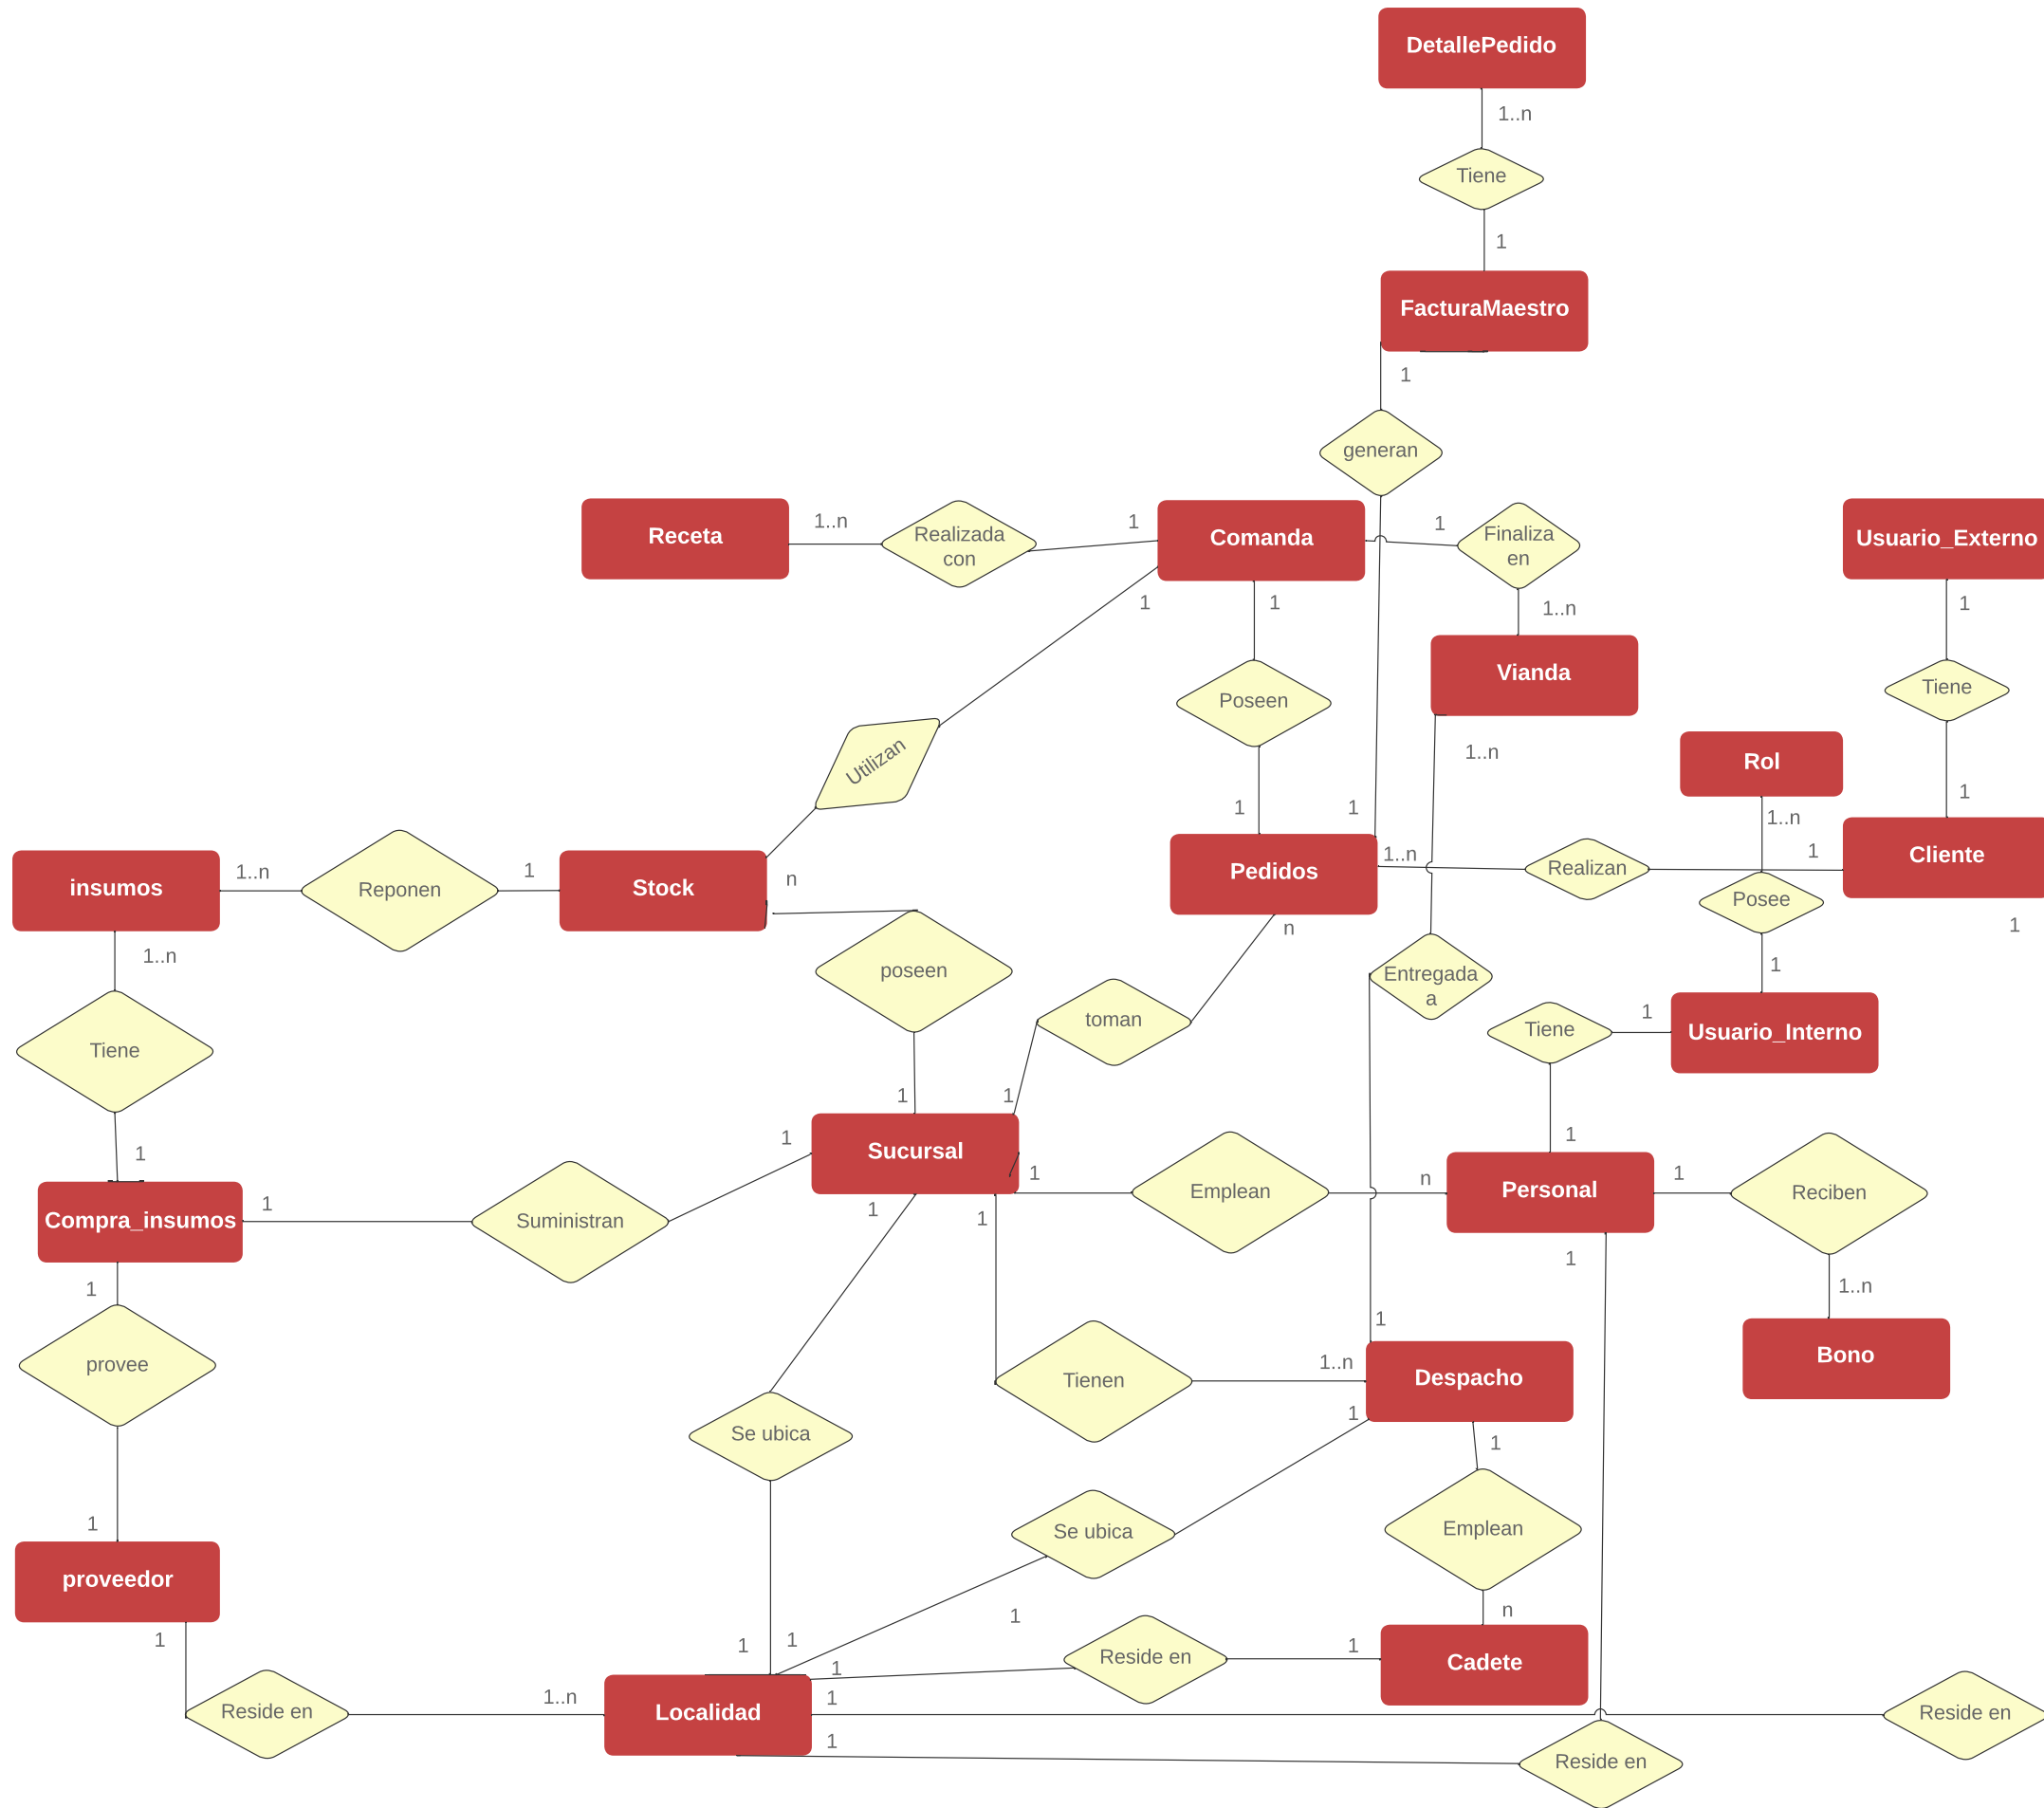 DetallePedido
1..n
Tiene
1
FacturaMaestro
1
generan
Receta
1..n
Realizada
con
1
Comanda
1
Finaliza
en
Usuario_Externo
1
1
1..n
1
Vianda
Poseen
Tiene
Utilizan
1..n
Rol
1
1
1..n
1
insumos
1..n
Reponen
1
Stock
n
Pedidos
1..n
Realizan
1
Cliente
Posee
1
n
1..n
poseen
Entregada
a
1
toman
Tiene
1
Usuario_Interno
Tiene
1
1
1
1
1
Sucursal
1
Emplean
n
Personal
1
Reciben
Compra_insumos
1
Suministran
1
1
1
1
1..n
1
provee
Tienen
1..n
1
Despacho
Bono
1
1
Se ubica
1
Se ubica
Emplean
proveedor
1
1
1
1
n
Reside en
1
Cadete
1
Reside en
1..n
Localidad
1
Reside en
1
Reside en